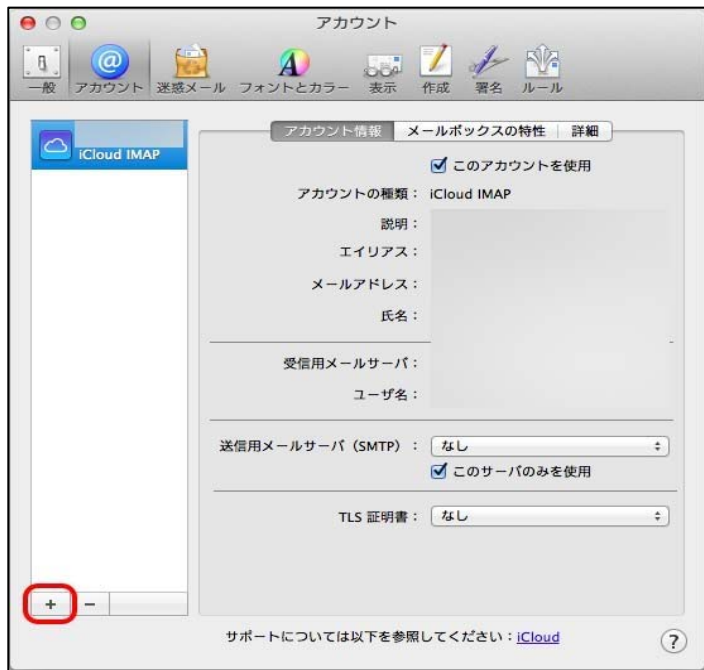 アカウント
一般 アカウント 迷惑メール フォントとカラー 表示 作成 署名 ルール
iCloud IMAP
アカウント情報 メールボックスの特性 詳細
このアカウントを使用
アカウントの種類： iCloud IMAP
説明：
エイリアス：
メールアドレス：
氏名：
受信用メールサーバ：
ユーザ名：
送信用メールサーバ（SMTP）： なし
このサーバのみを使用
TLS 証明書： なし
+ −
サポートについては以下を参照してください：iCloud
?